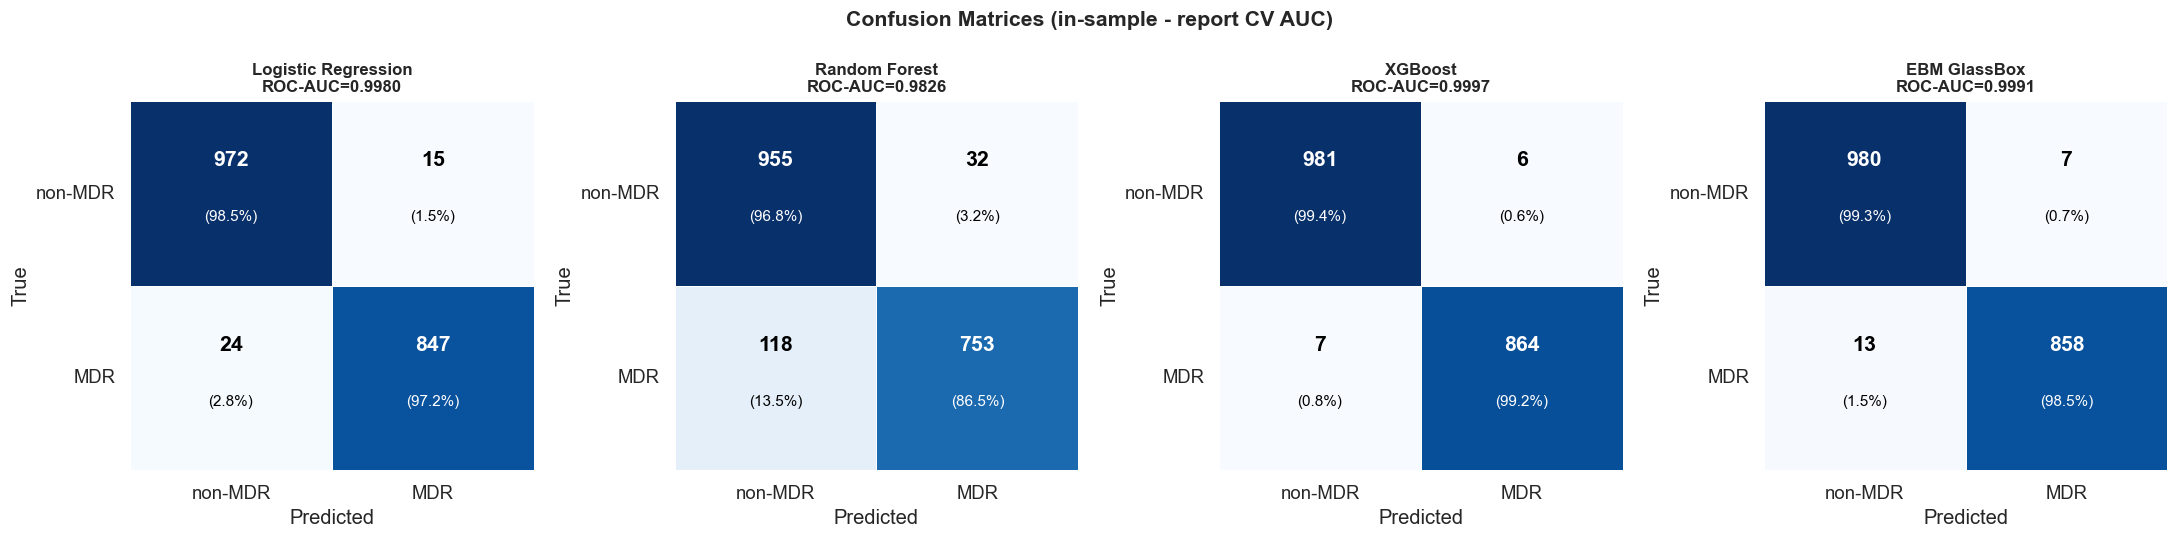 Confusion Matrices (in-sample - report CV AUC)
Logistic Regression
ROC-AUC=0.9980
972
15
non-MDR
(98.5%)
(1.5%)
True
24
847
MDR
(2.8%)
(97.2%)
non-MDR
MDR
Predicted
Random Forest
ROC-AUC=0.9826
955
32
non-MDR
(96.8%)
(3.2%)
True
118
753
MDR
(13.5%)
(86.5%)
non-MDR
MDR
Predicted
XGBoost
ROC-AUC=0.9997
981
6
non-MDR
(99.4%)
(0.6%)
True
7
864
MDR
(0.8%)
(99.2%)
non-MDR
MDR
Predicted
EBM GlassBox
ROC-AUC=0.9991
980
7
non-MDR
(99.3%)
(0.7%)
True
13
858
MDR
(1.5%)
(98.5%)
non-MDR
MDR
Predicted